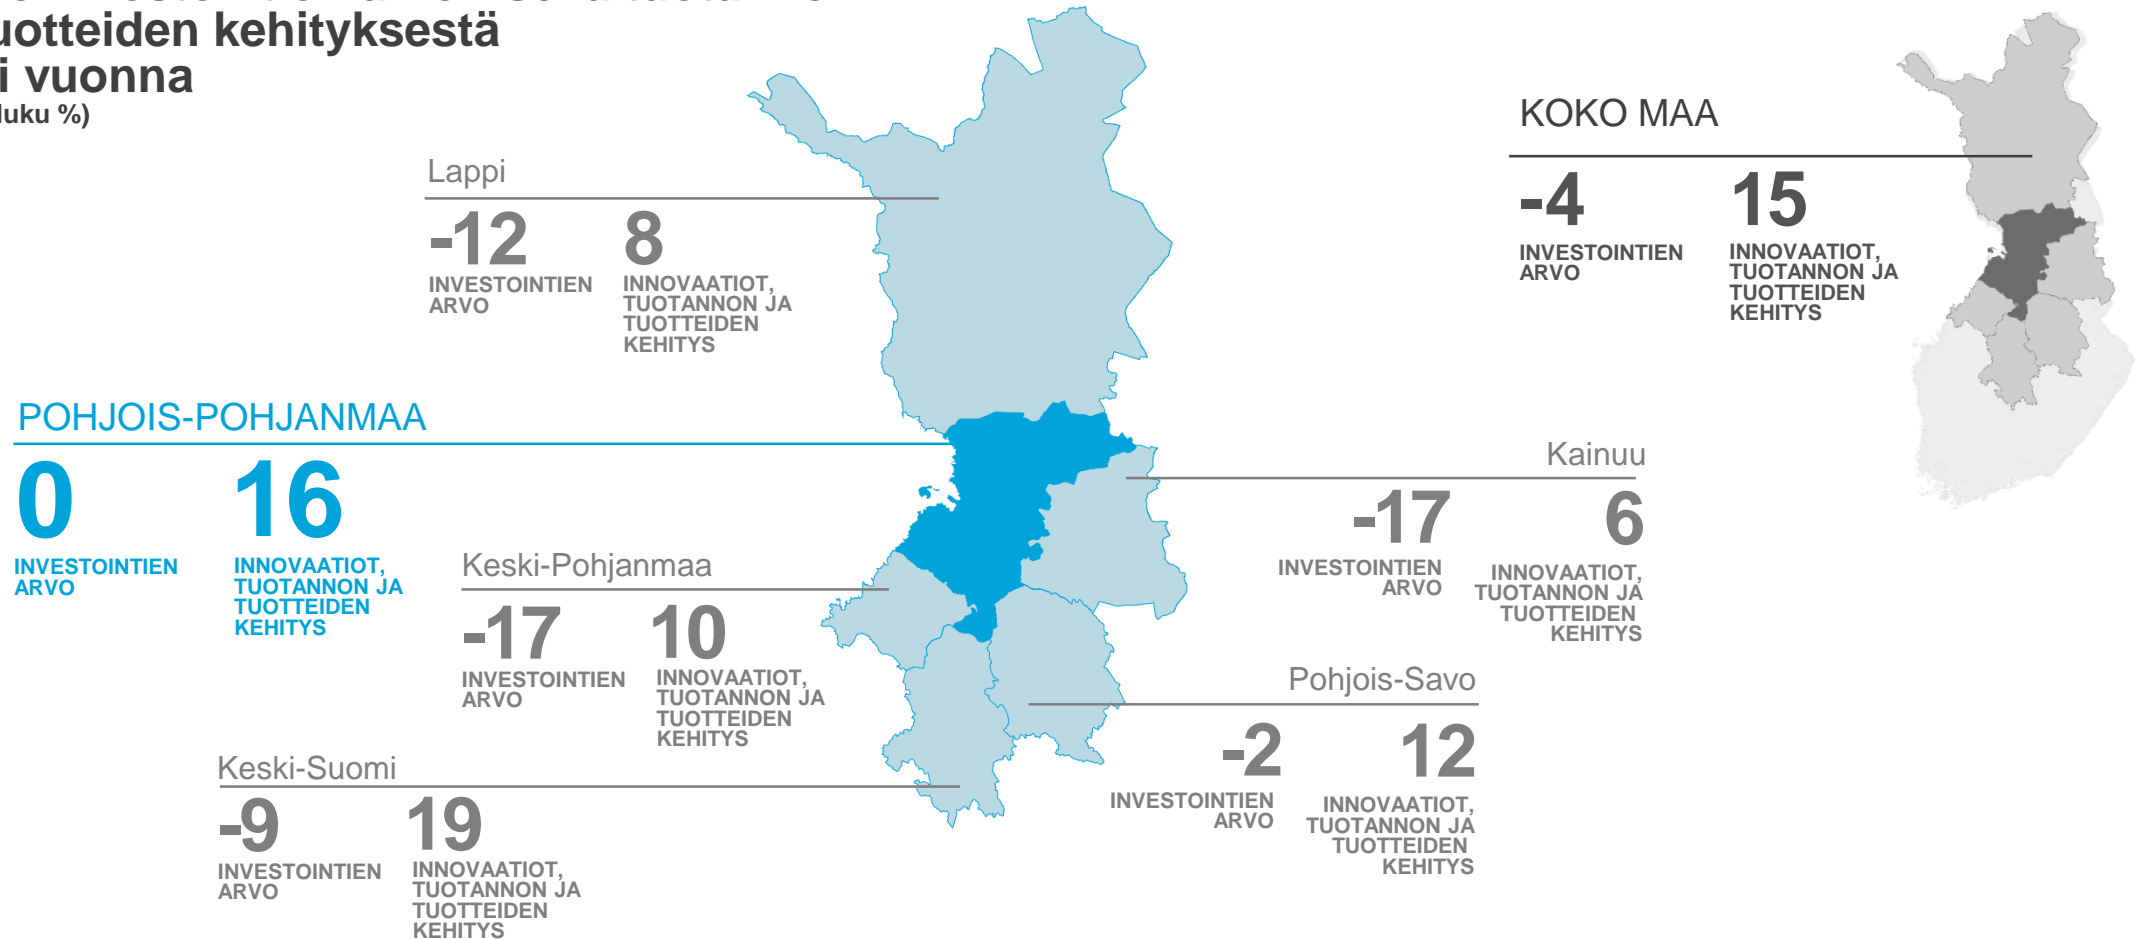 uotteiden kehityksestä
i vuonna
luku %)
KOKO MAA
-4 15
INVESTOINTIEN
ARVO
INNOVAATIOT,
TUOTANNON JA
TUOTTEIDEN
KEHITYS
Lappi
-12 8
INVESTOINTIEN
ARVO
INNOVAATIOT,
TUOTANNON JA
TUOTTEIDEN
KEHITYS
POHJOIS-POHJANMAA
0 16
INVESTOINTIEN
ARVO
INNOVAATIOT,
TUOTANNON JA
TUOTTEIDEN
KEHITYS
Kainuu
-17 6
INVESTOINTIEN
ARVO
INNOVAATIOT,
TUOTANNON JA
TUOTTEIDEN
KEHITYS
Keski-Pohjanmaa
-17 10
INVESTOINTIEN
ARVO
INNOVAATIOT,
TUOTANNON JA
TUOTTEIDEN
KEHITYS
Pohjois-Savo
-2 12
INVESTOINTIEN
ARVO
INNOVAATIOT,
TUOTANNON JA
TUOTTEIDEN
KEHITYS
Keski-Suomi
-9 19
INVESTOINTIEN
ARVO
INNOVAATIOT,
TUOTANNON JA
TUOTTEIDEN
KEHITYS